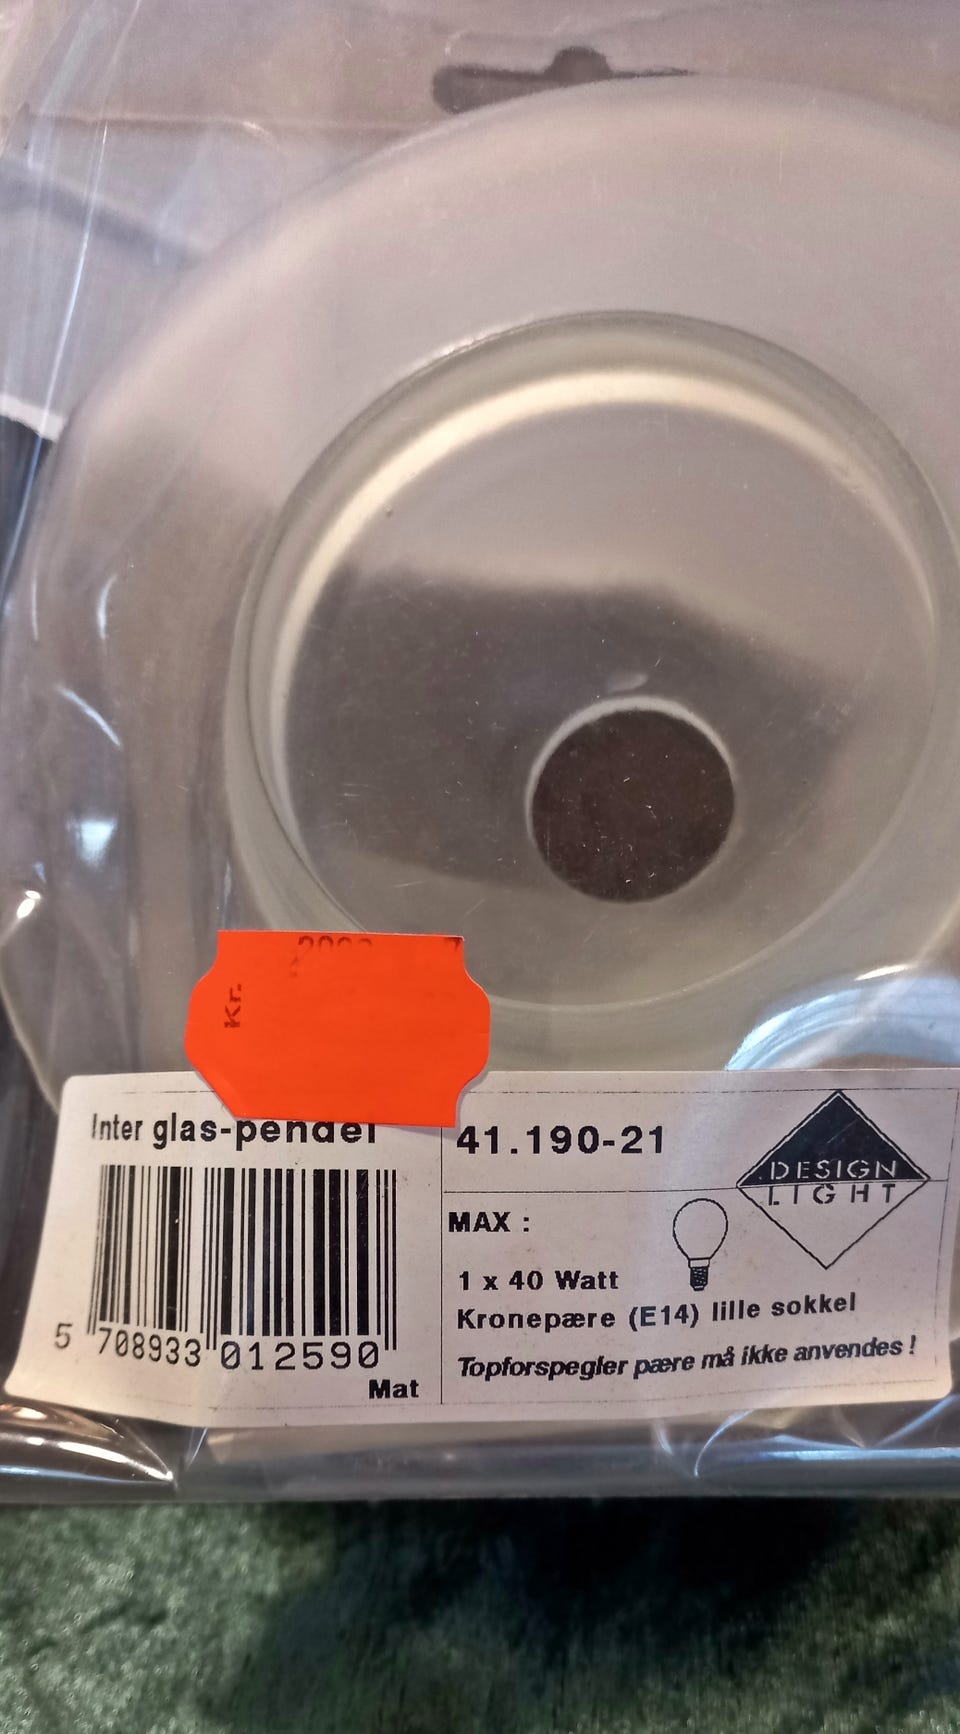 Kr.
Inter glas-pendel
41.190-21
DESIGN
LIGHT
MAX :
1 x 40 Watt
Kronepære (E14) lille sokkel
Topforspegler pære må ikke anvendes !
5 708933 012590
Mat